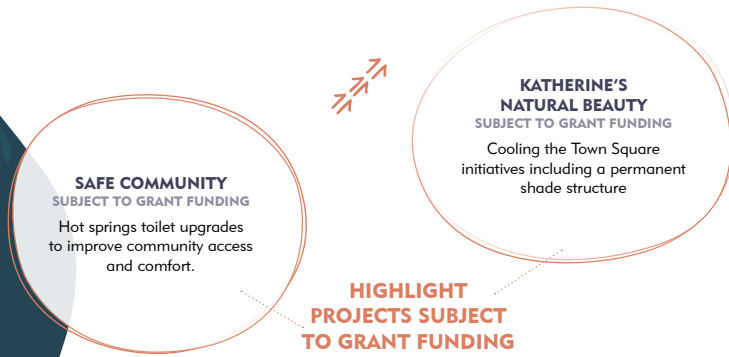 KATHERINE'S
NATURAL BEAUTY
SUBJECT TO GRANT FUNDING
Cooling the Town Square
initiatives including a permanent
shade structure
SAFE COMMUNITY
SUBJECT TO GRANT FUNDING
Hot springs toilet upgrades
to improve community access
and comfort.
HIGHLIGHT
PROJECTS SUBJECT
TO GRANT FUNDING